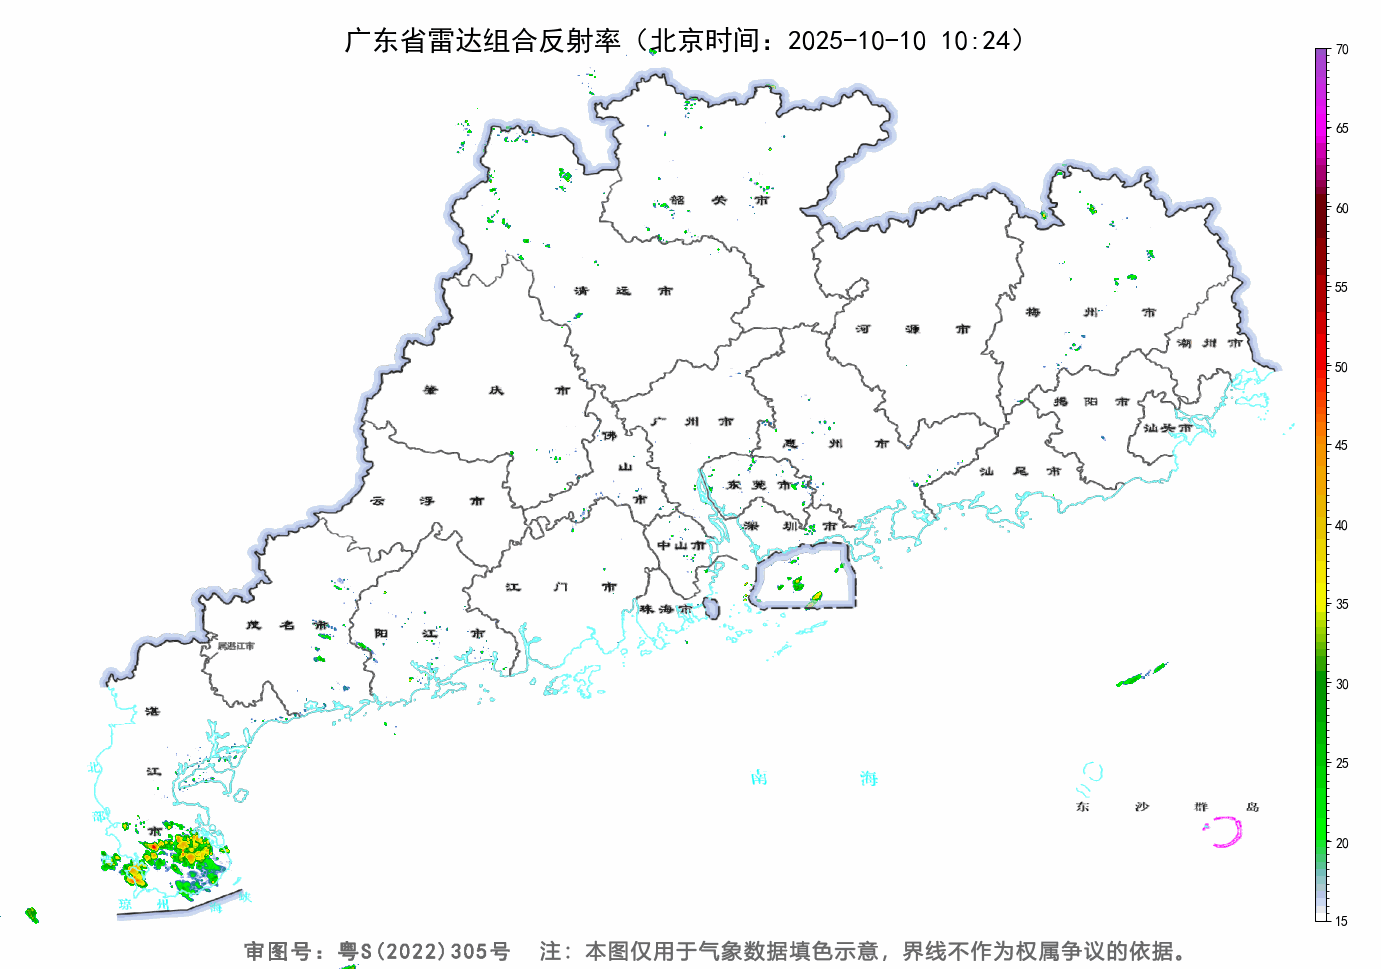 广东省雷达组合反射率（北京时间：2025-10-10 10:24）
70
65
60
55
50
45
40
35
30
25
20
15
韶关市
清远市
河源市
梅州市
潮州市
肇庆市
广州市
惠州市
揭阳市
汕头市
佛山市
东莞市
汕尾市
云浮市
深圳市
中山市
江门市
珠海市
茂名市
阳江市
属湛江市
湛江市
北部
南海
东沙群岛
琼州海峡
审图号：粤S(2022)305号 注：本图仅用于气象数据填色示意，界线不作为权属争议的依据。